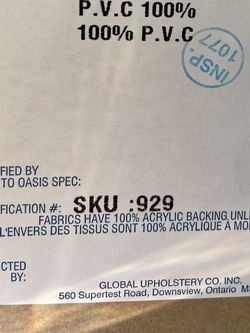 P.V.C 100%
100% P.V.C
INSP.
1077
FIED BY
TO OASIS SPEC:
FICATION #: SKU :929
FABRICS HAVE 100% ACRYLIC BACKING UNL
L'ENVERS DES TISSUS SONT 100% ACRYLIQUE À MO
CTED
BY:
GLOBAL UPHOLSTERY CO. INC.
560 Supertest Road, Downsview, Ontario M